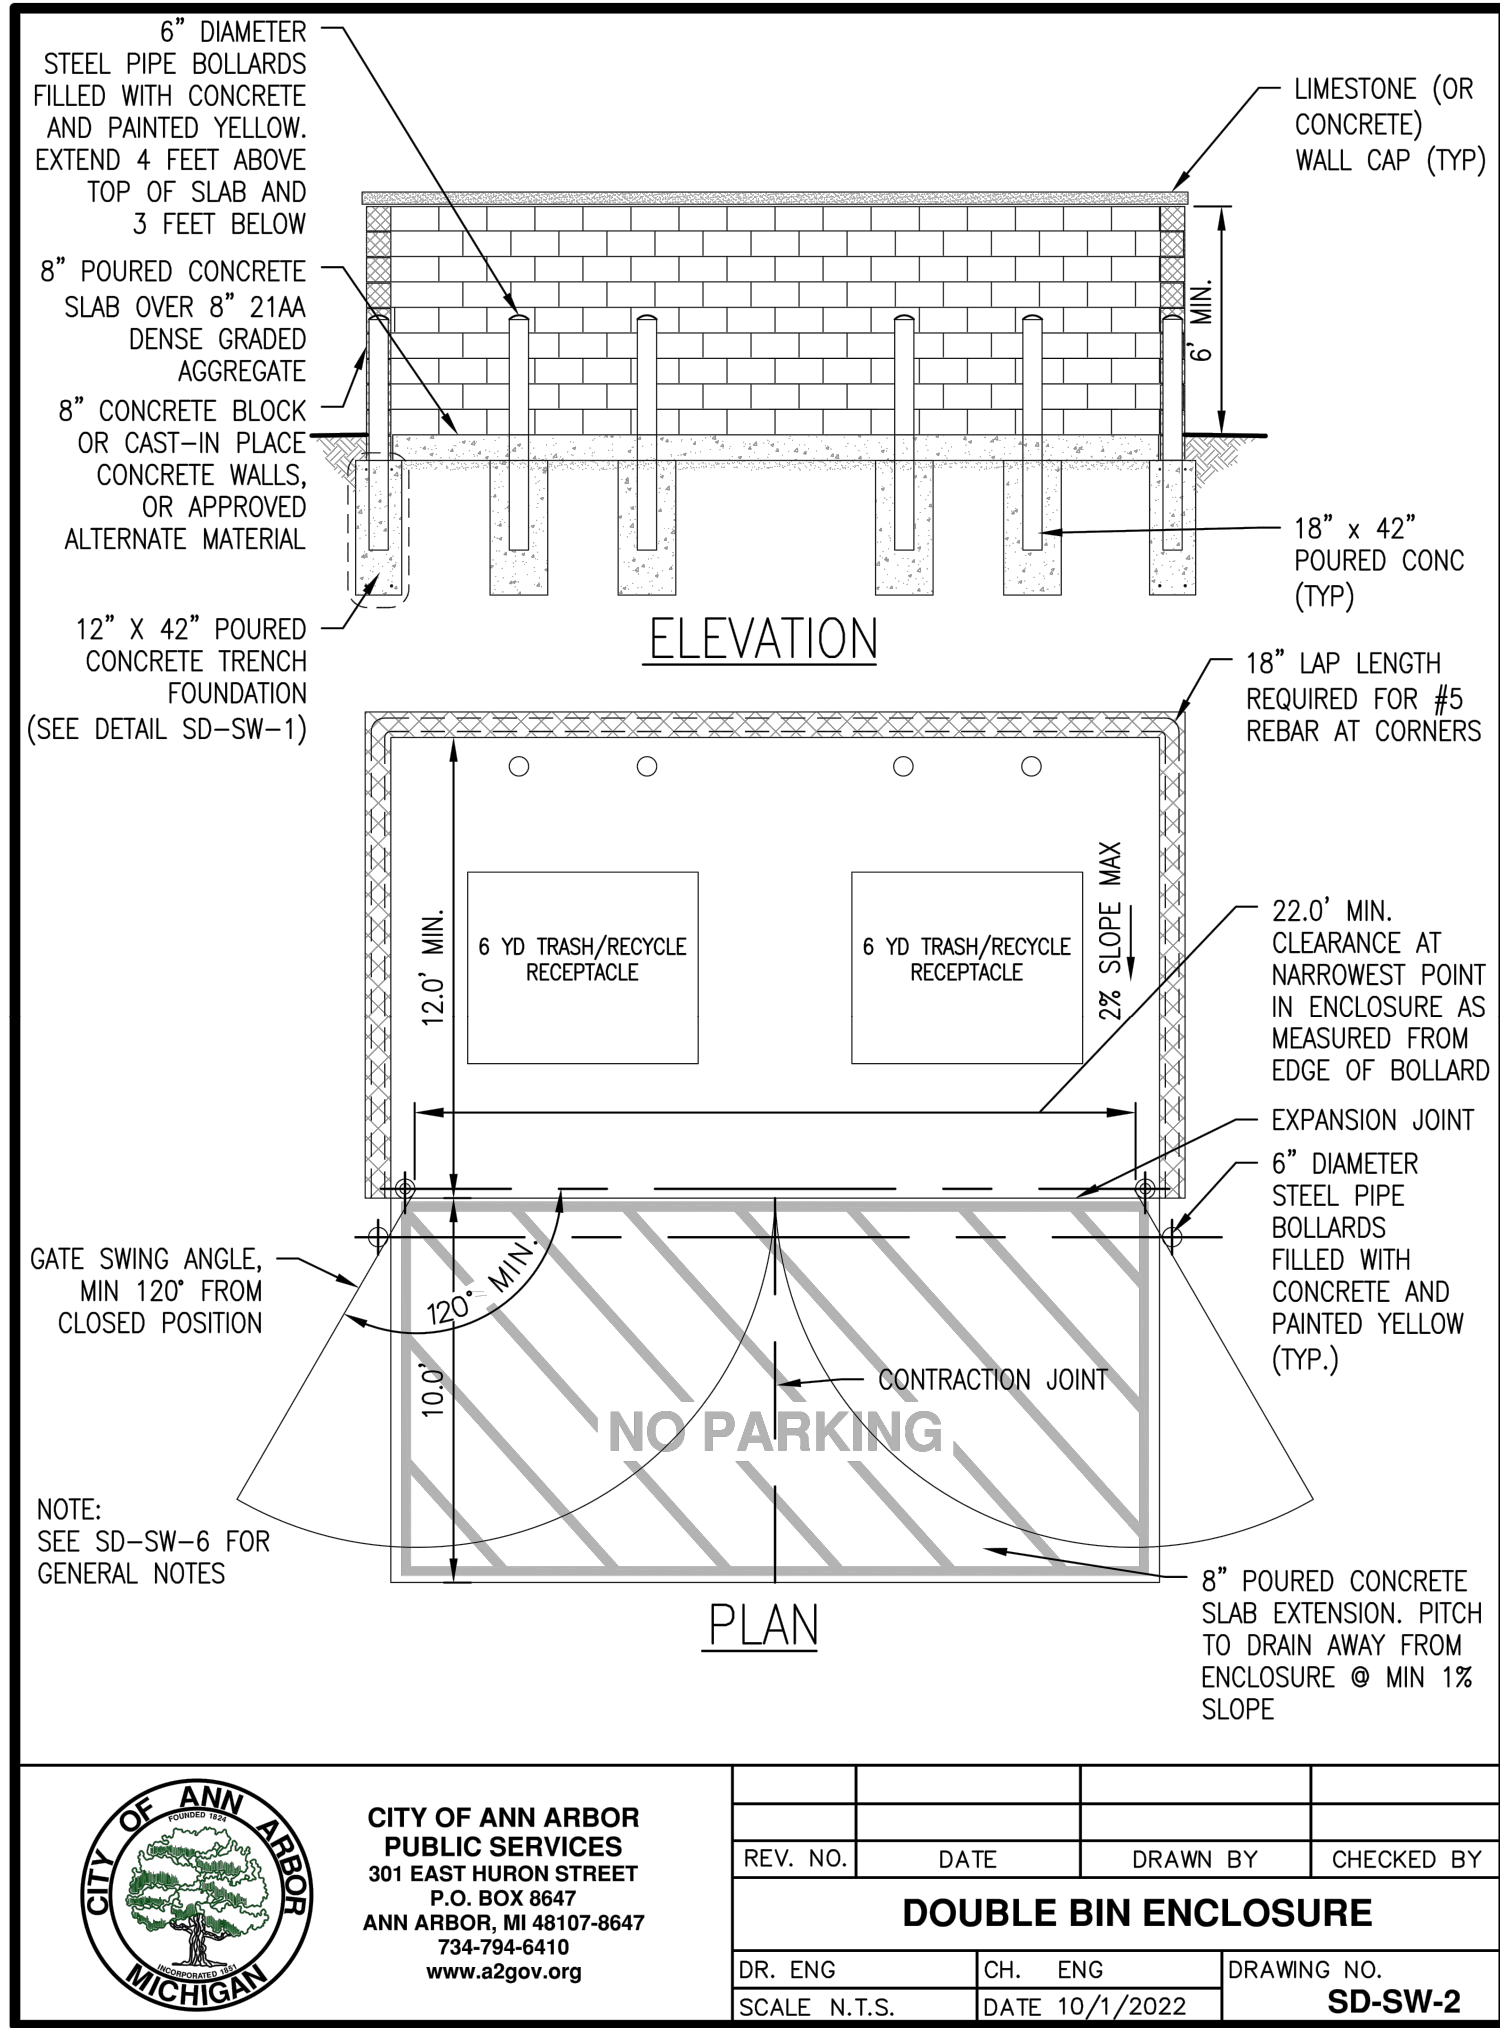 6” DIAMETER
STEEL PIPE BOLLARDS
FILLED WITH CONCRETE
AND PAINTED YELLOW.
EXTEND 4 FEET ABOVE
TOP OF SLAB AND
3 FEET BELOW
8” POURED CONCRETE
SLAB OVER 8” 21AA
DENSE GRADED
AGGREGATE
8” CONCRETE BLOCK
OR CAST-IN PLACE
CONCRETE WALLS,
OR APPROVED
ALTERNATE MATERIAL
12” X 42” POURED
CONCRETE TRENCH
FOUNDATION
(SEE DETAIL SD-SW-1)
LIMESTONE (OR
CONCRETE)
WALL CAP (TYP)
6’ MIN.
18” x 42”
POURED CONC
(TYP)
ELEVATION
18” LAP LENGTH
REQUIRED FOR #5
REBAR AT CORNERS
12.0’ MIN.
6 YD TRASH/RECYCLE
RECEPTACLE
6 YD TRASH/RECYCLE
RECEPTACLE
2% SLOPE MAX
22.0’ MIN.
CLEARANCE AT
NARROWEST POINT
IN ENCLOSURE AS
MEASURED FROM
EDGE OF BOLLARD
EXPANSION JOINT
6” DIAMETER
STEEL PIPE
BOLLARDS
FILLED WITH
CONCRETE AND
PAINTED YELLOW
(TYP.)
GATE SWING ANGLE,
MIN 120° FROM
CLOSED POSITION
120° MIN.
10.0’
CONTRACTION JOINT
NO PARKING
NOTE:
SEE SD-SW-6 FOR
GENERAL NOTES
8” POURED CONCRETE
SLAB EXTENSION. PITCH
TO DRAIN AWAY FROM
ENCLOSURE @ MIN 1%
SLOPE
PLAN
CITY OF ANN ARBOR
FOUNDED 1824
INCORPORATED 1851
MICHIGAN
CITY OF ANN ARBOR
PUBLIC SERVICES
301 EAST HURON STREET
P.O. BOX 8647
ANN ARBOR, MI 48107-8647
734-794-6410
www.a2gov.org
REV. NO. DATE DRAWN BY CHECKED BY
DOUBLE BIN ENCLOSURE
DR. ENG CH. ENG DRAWING NO.
SCALE N.T.S. DATE 10/1/2022 SD-SW-2